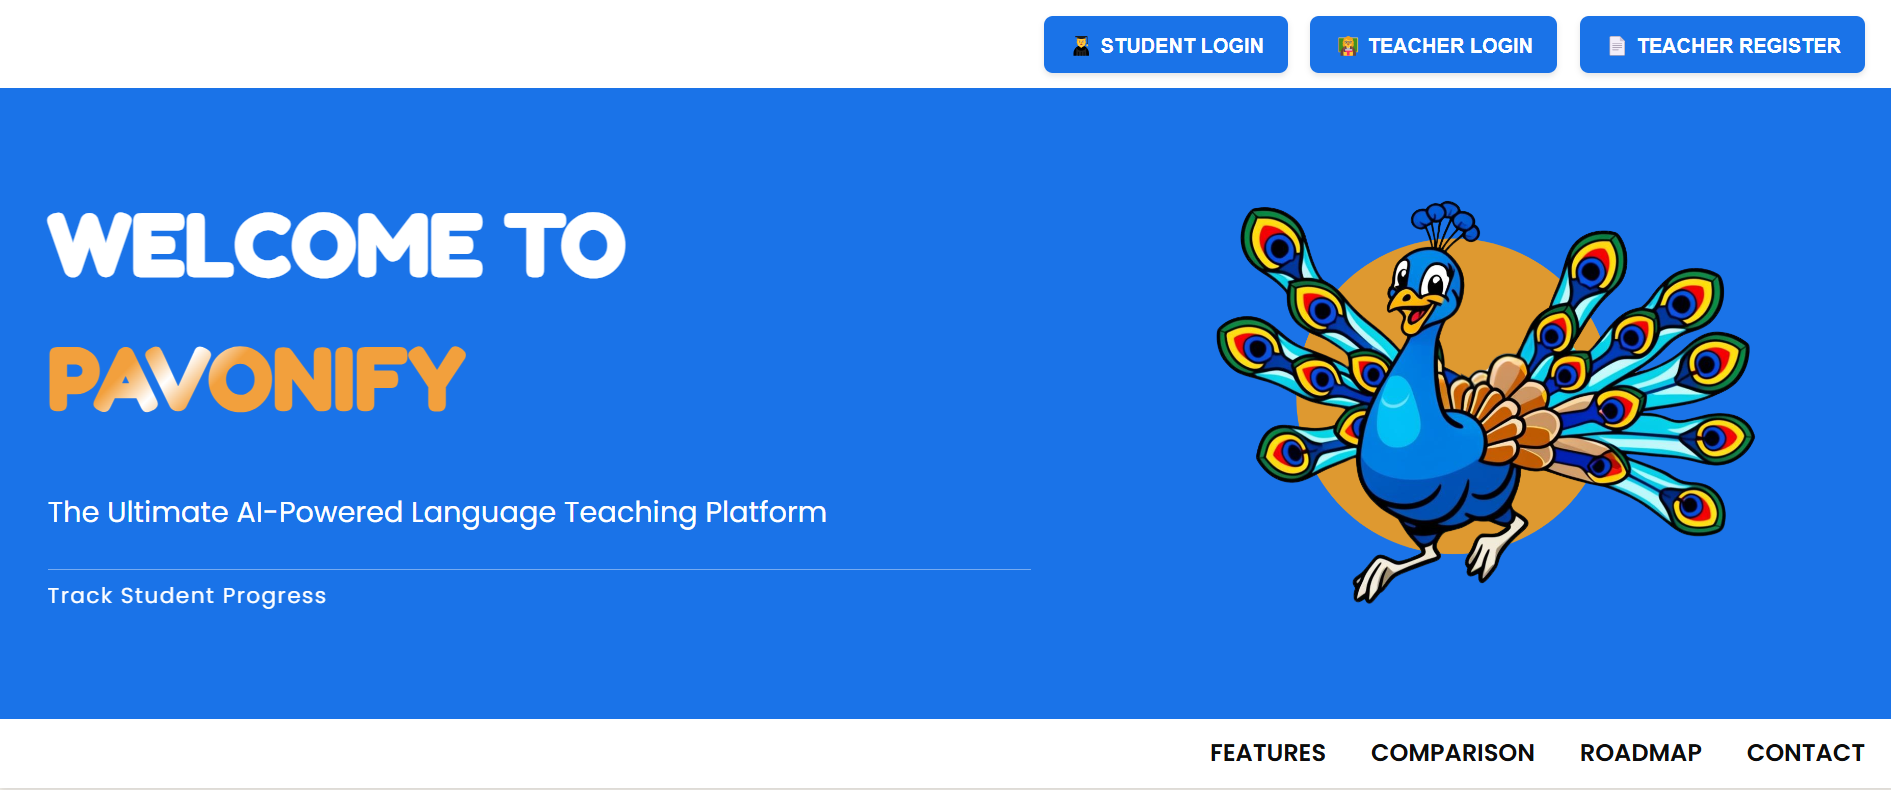 STUDENT LOGIN
TEACHER LOGIN
TEACHER REGISTER
WELCOME TO
PAVONIFY
The Ultimate AI-Powered Language Teaching Platform
Track Student Progress
FEATURES
COMPARISON
ROADMAP
CONTACT